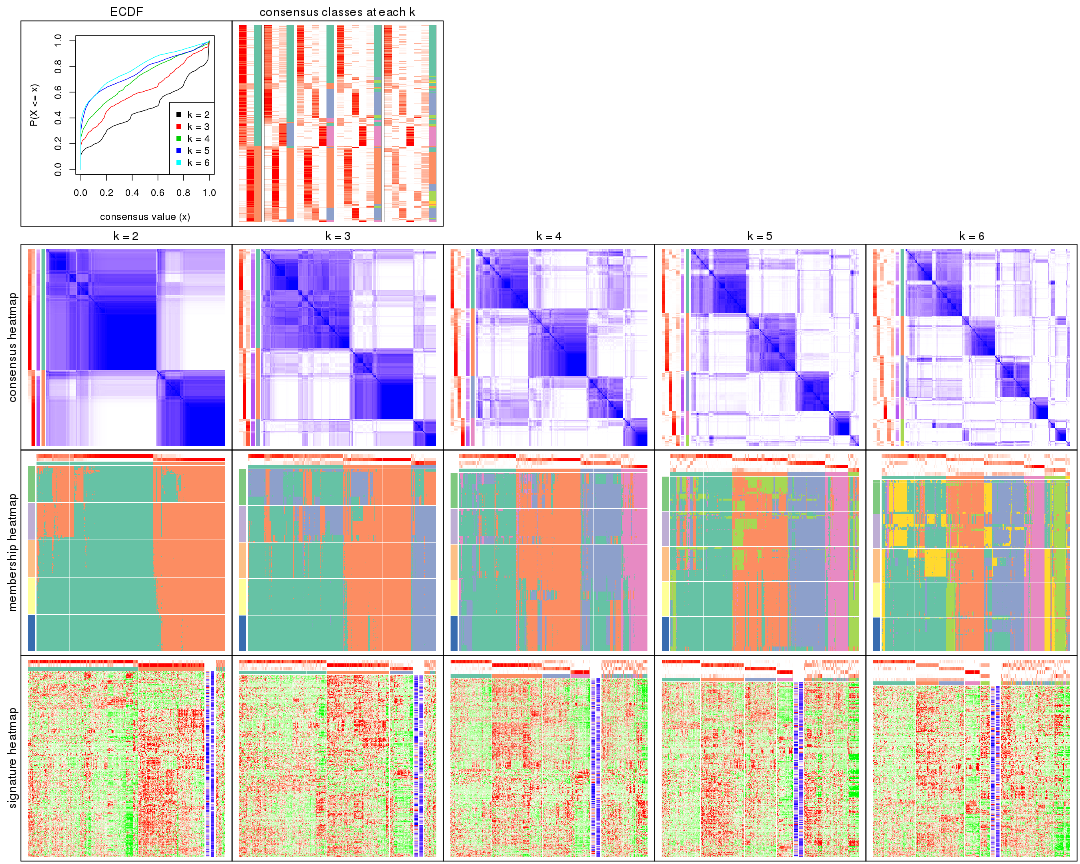 ECDF
consensus classes at each k
P(X <= x)
0.0 0.2 0.4 0.6 0.8 1.0
k = 2
k = 3
k = 4
k = 5
k = 6
0.0 0.2 0.4 0.6 0.8 1.0
consensus value (x)
k = 2 k = 3 k = 4 k = 5 k = 6
consensus heatmap
membership heatmap
signature heatmap